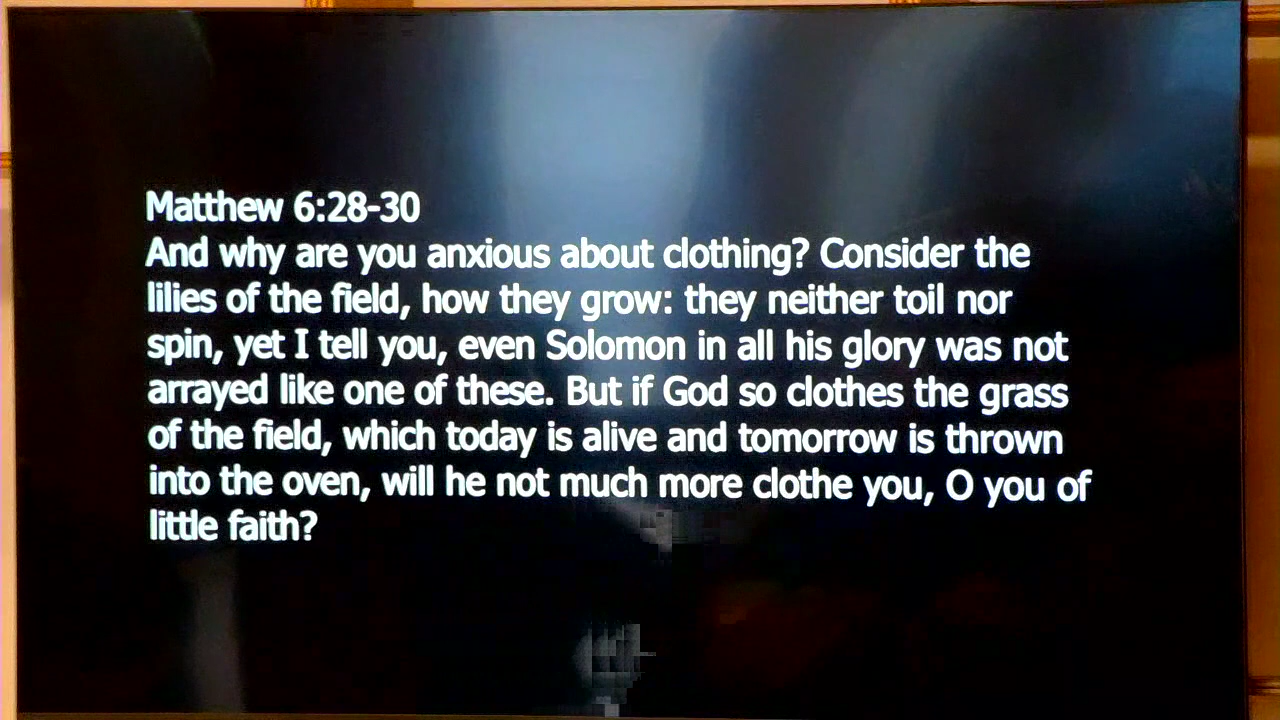 Matthew 6:28-30
And why are you anxious about clothing? Consider the
lilies of the field, how they grow: they neither toil nor
spin, yet I tell you, even Solomon in all his glory was not
arrayed like one of these. But if God so clothes the grass
of the field, which today is alive and tomorrow is thrown
into the oven, will he not much more clothe you, O you of
little faith?